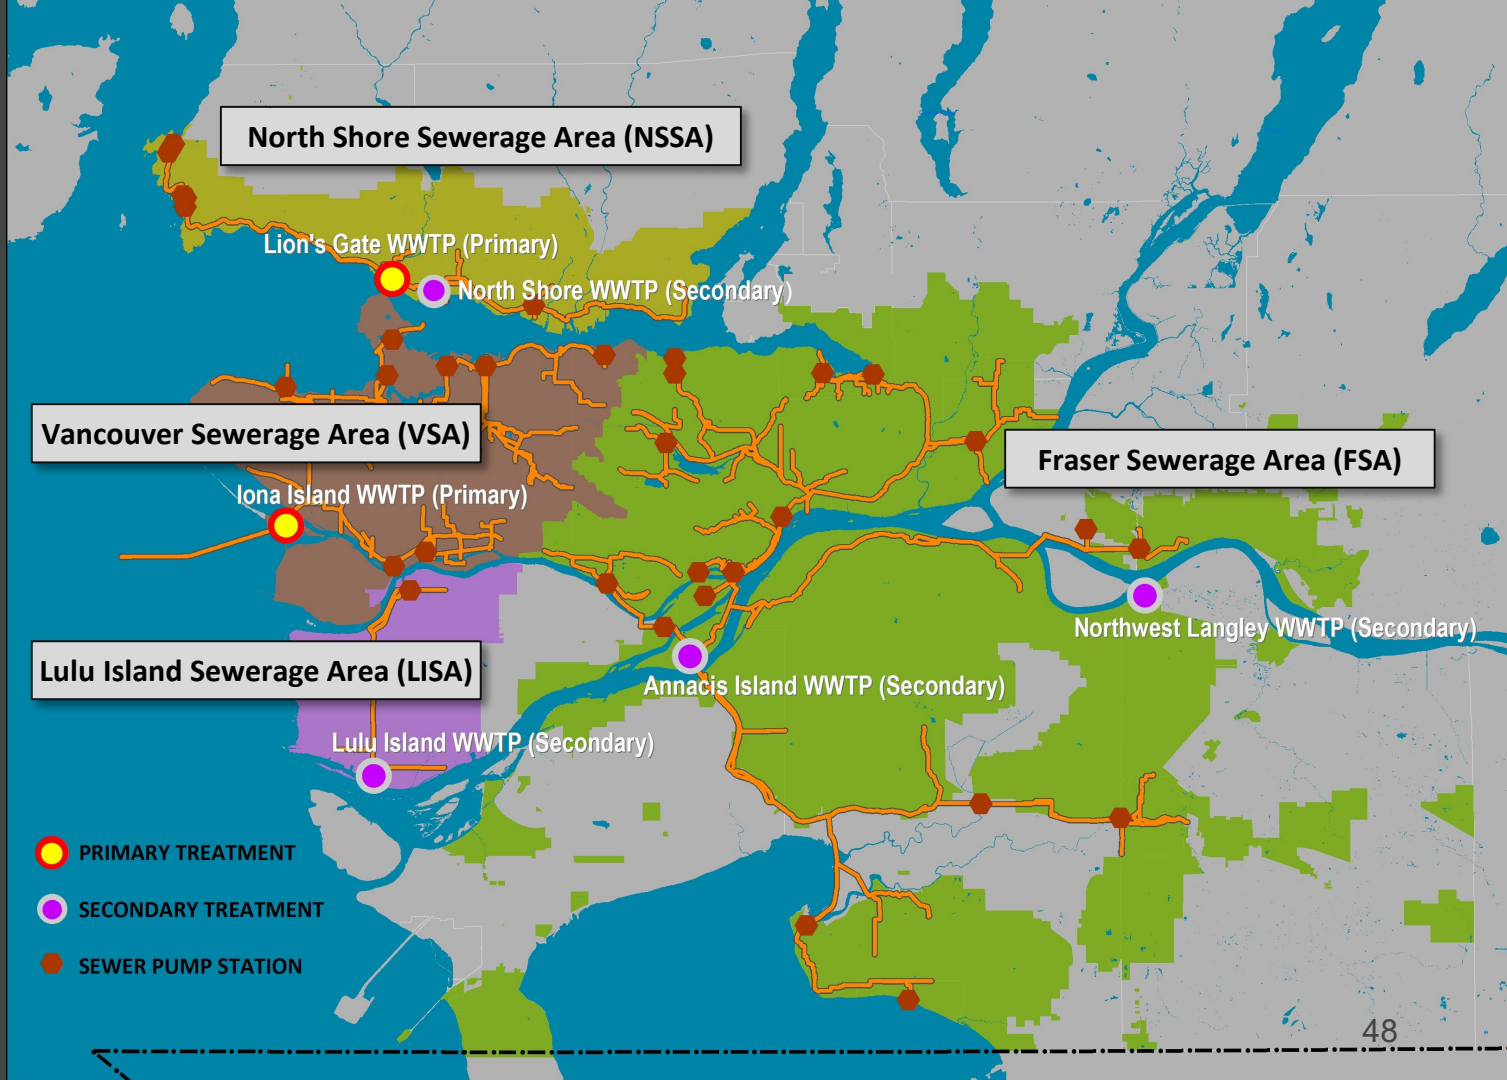 North Shore Sewerage Area (NSSA)
Lion's Gate WWTP (Primary)
North Shore WWTP (Secondary)
Vancouver Sewerage Area (VSA)
Fraser Sewerage Area (FSA)
Iona Island WWTP (Primary)
Northwest Langley WWTP (Secondary)
Lulu Island Sewerage Area (LISA)
Annacis Island WWTP (Secondary)
Lulu Island WWTP (Secondary)
PRIMARY TREATMENT
SECONDARY TREATMENT
SEWER PUMP STATION
48